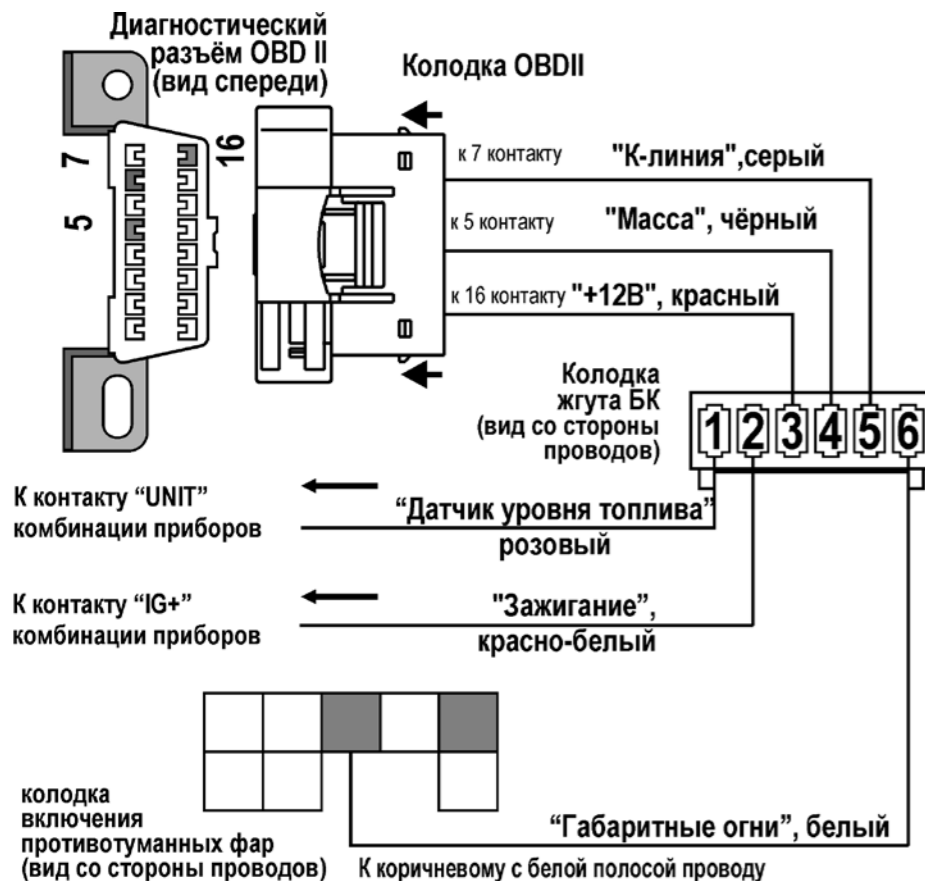 Диагностический
разъём OBD II
(вид спереди)
Колодка OBDII
7
16
5
к 7 контакту "К-линия",серый
к 5 контакту "Масса", чёрный
к 16 контакту "+12В", красный
Колодка
жгута БК
(вид со стороны
проводов)
1 2 3 4 5 6
К контакту “UNIT”
комбинации приборов
“Датчик уровня топлива”
розовый
К контакту “IG+”
комбинации приборов
"Зажигание”,
красно-белый
колодка
включения
противотуманных фар
(вид со стороны проводов)
“Габаритные огни”, белый
К коричневому с белой полосой проводу